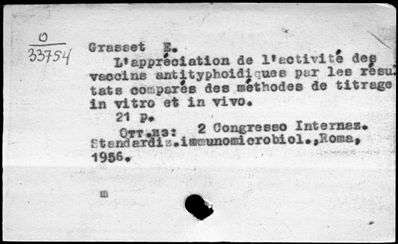 О
33754
Grasset E.
L'appréciation de l'activité des
vaccins antityphoidiques par les résul
tats comparés des méthodes de titrage
in vitro et in vivo.
21 p.
Отт.из: 2 Congresso Internaz.
Standardiz.immunomicrobiol.,Roma,
1956.
m